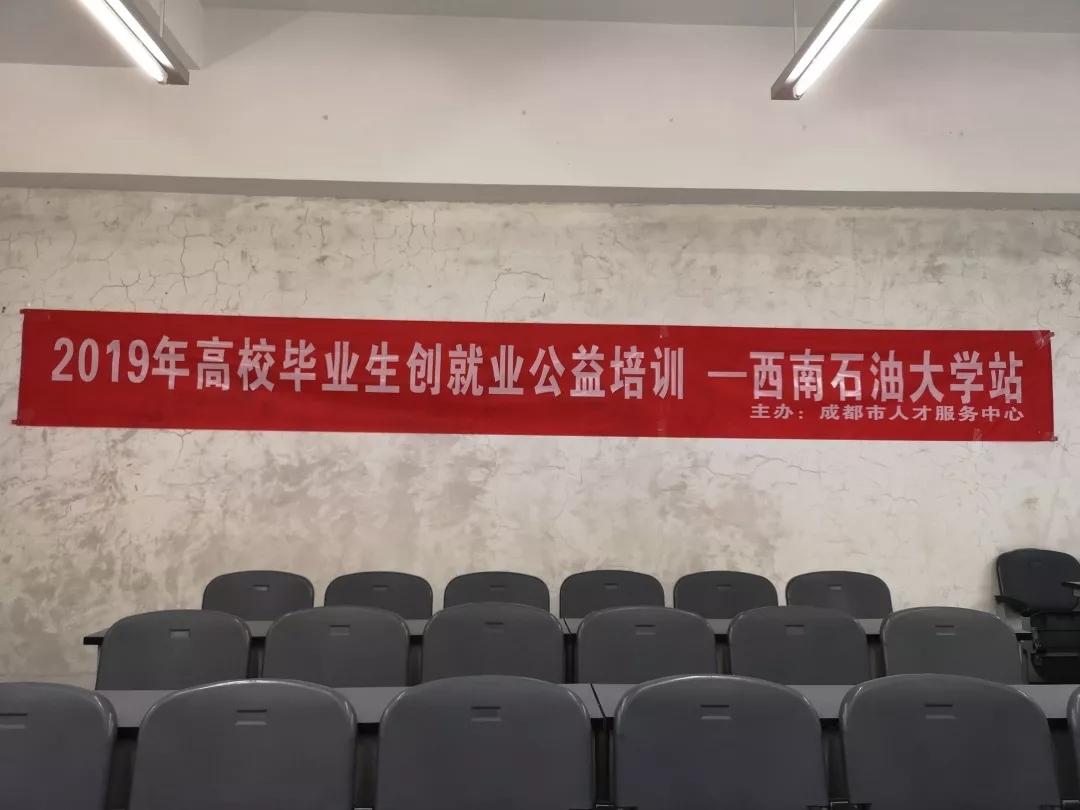 2019年高校毕业生创就业公益培训 —西南石油大学站
主办：成都市人才服务中心